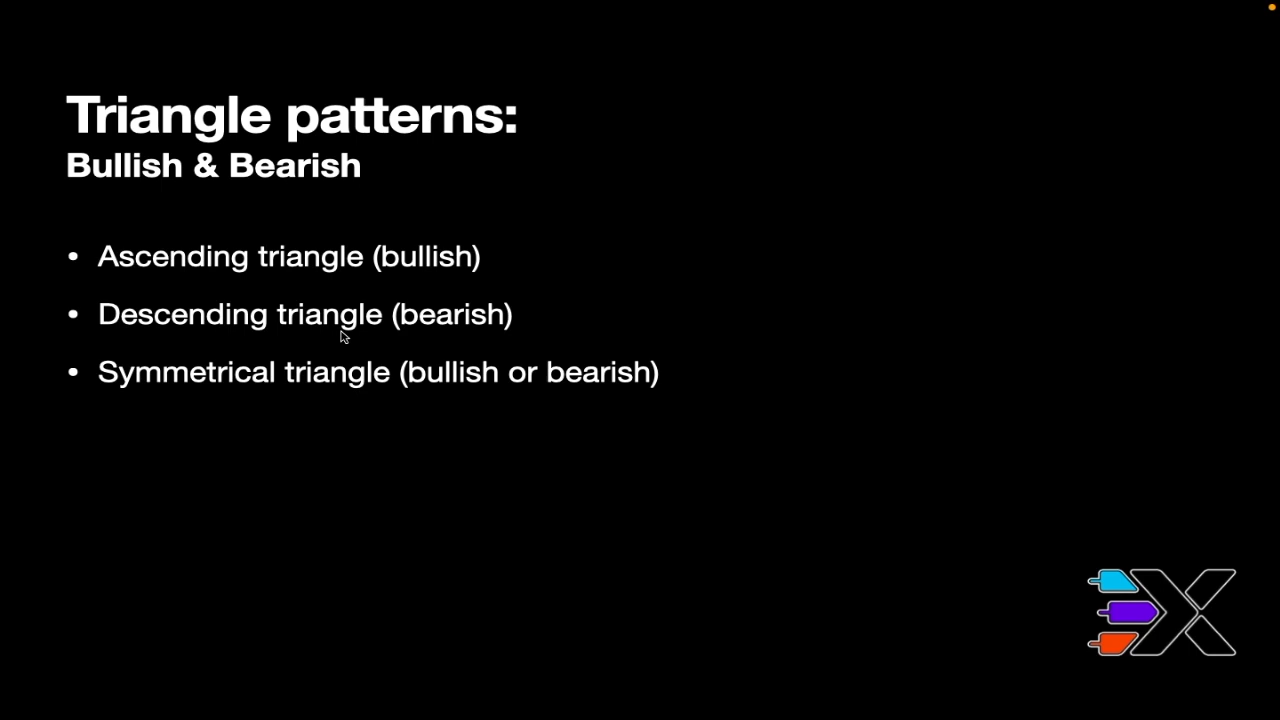 Triangle patterns:
Bullish & Bearish
• Ascending triangle (bullish)
• Descending triangle (bearish)
• Symmetrical triangle (bullish or bearish)